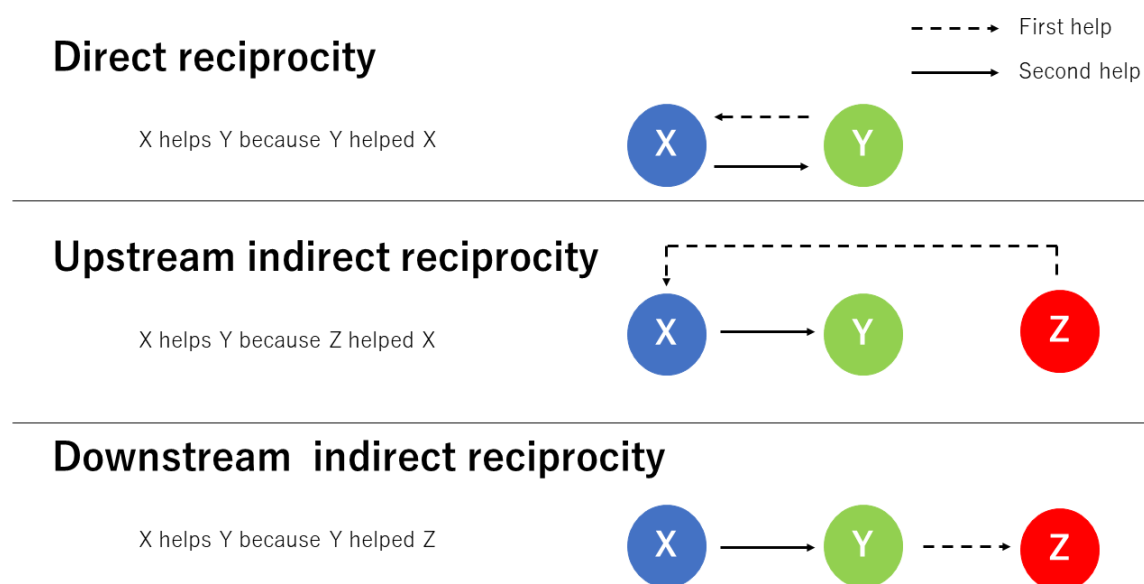 First help
Direct reciprocity
Second help
X helps Y because Y helped X
X
Y
Upstream indirect reciprocity
X helps Y because Z helped X
X
Y
Z
Downstream  indirect reciprocity
X helps Y because Y helped Z
X
Y
Z